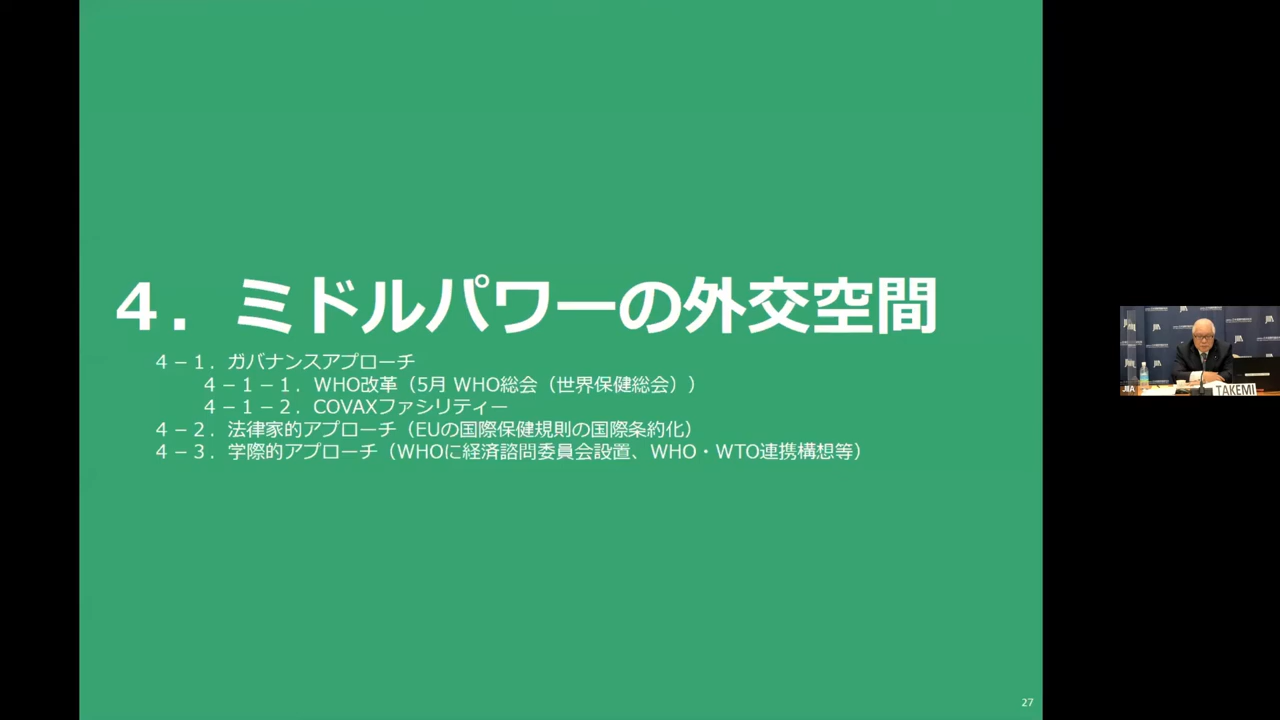 ４．ミドルパワーの外交空間
４－１．ガバナンスアプローチ
４－１－１．WHO改革（5月 WHO総会（世界保健総会））
４－１－２．COVAXファシリティー
４－２．法律家的アプローチ（EUの国際保健規則の国際条約化）
４－３．学際的アプローチ（WHOに経済諮問委員会設置、WHO・WTO連携構想等）
27
TAKEMI